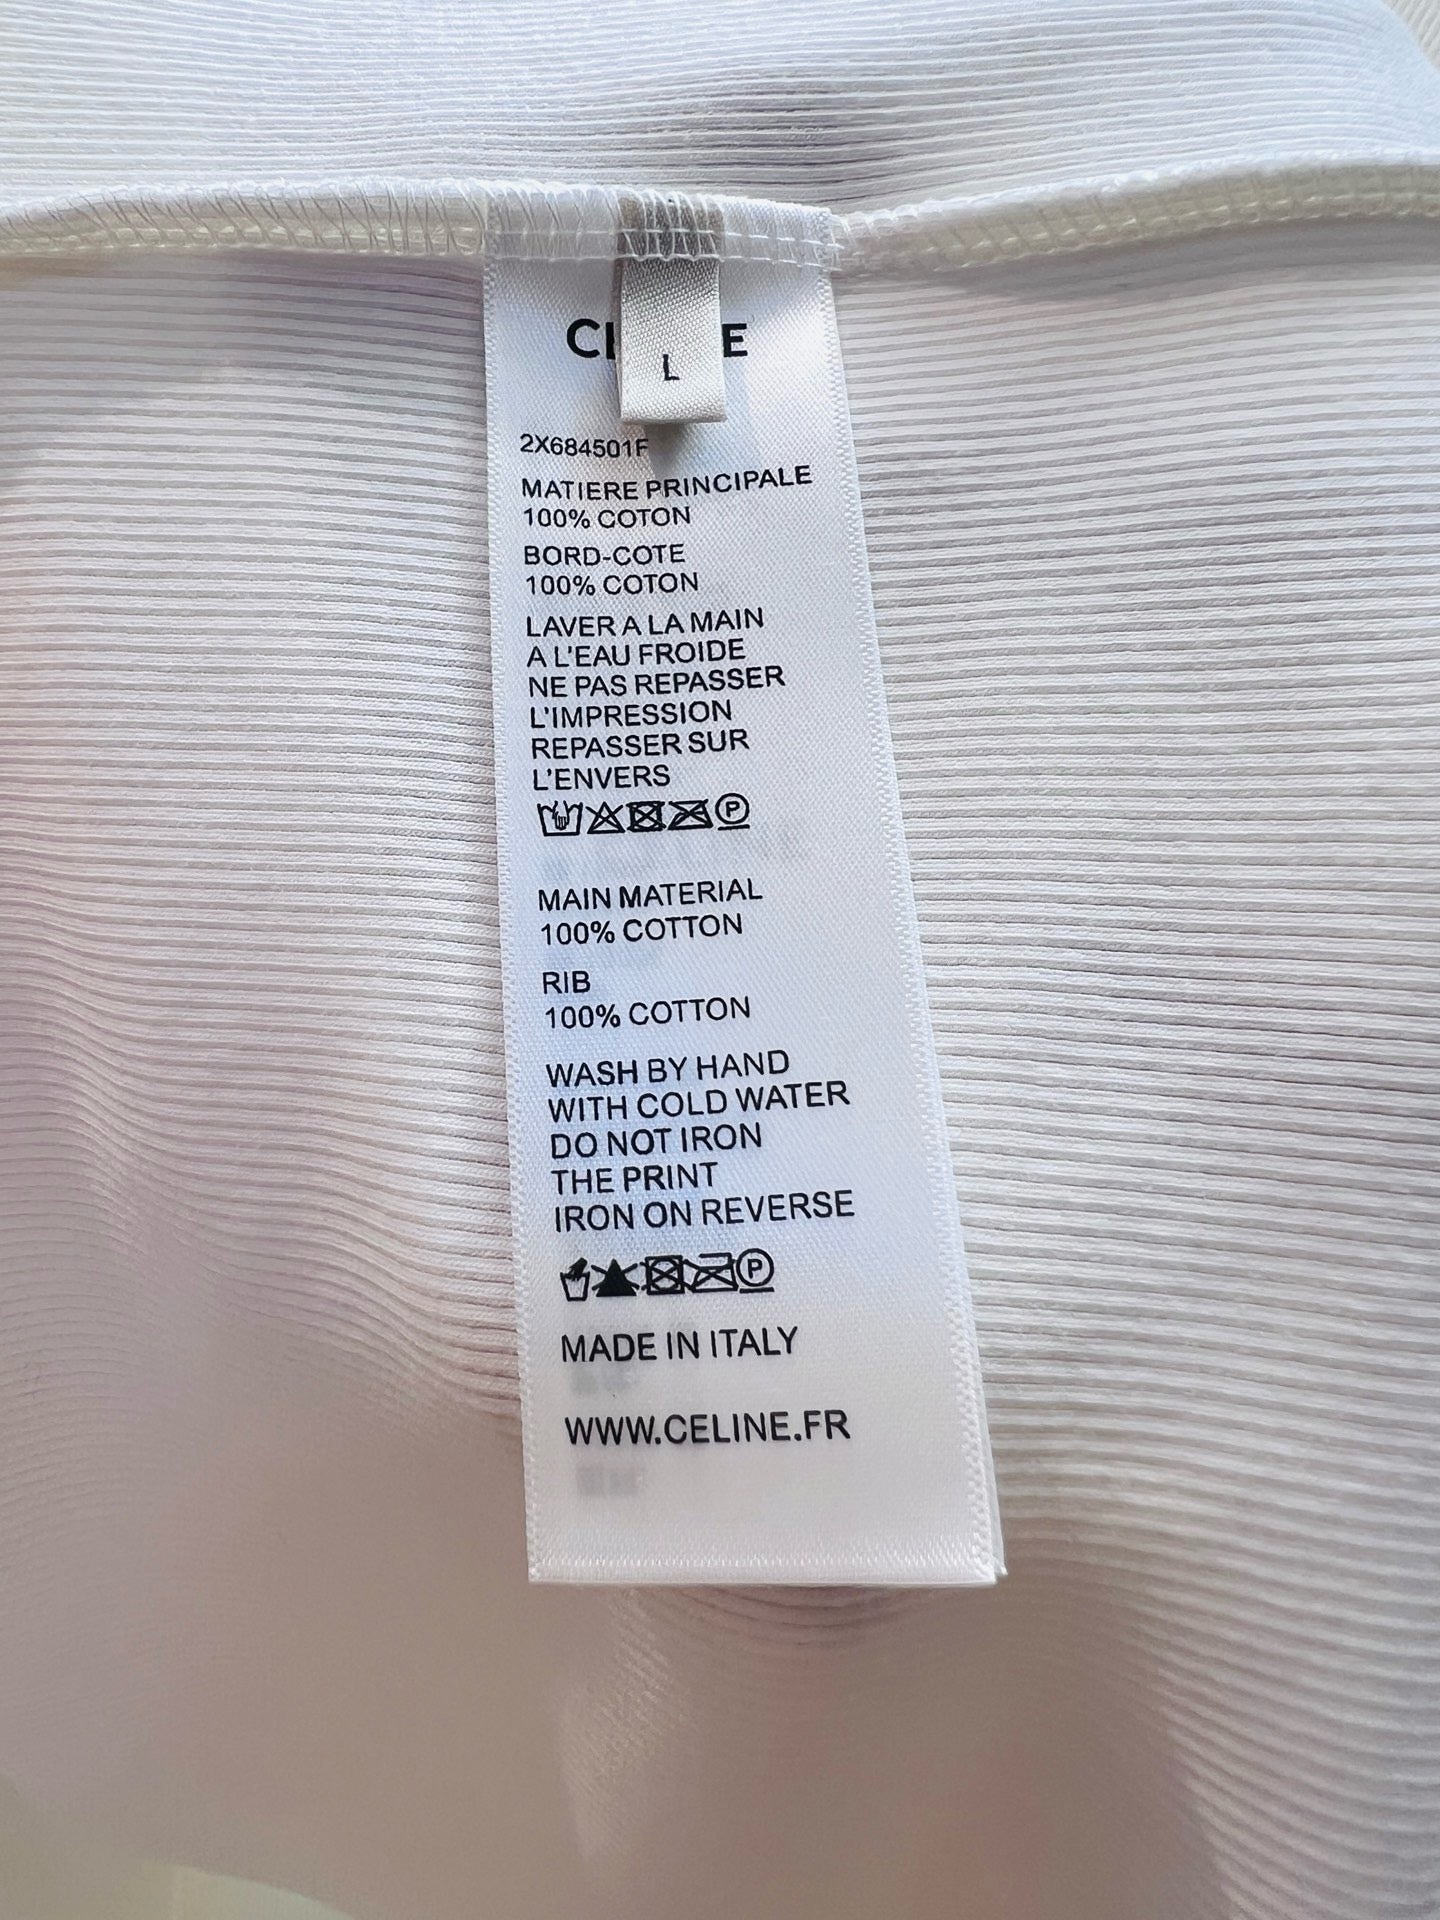 L
2X684501F
MATIERE PRINCIPALE
100% COTON
BORD-COTE
100% COTON
LAVER A LA MAIN
A L'EAU FROIDE
NE PAS REPASSER
L'IMPRESSION
REPASSER SUR
L'ENVERS
P
MAIN MATERIAL
100% COTTON
RIB
100% COTTON
WASH BY HAND
WITH COLD WATER
DO NOT IRON
THE PRINT
IRON ON REVERSE
P
MADE IN ITALY
WWW.CELINE.FR